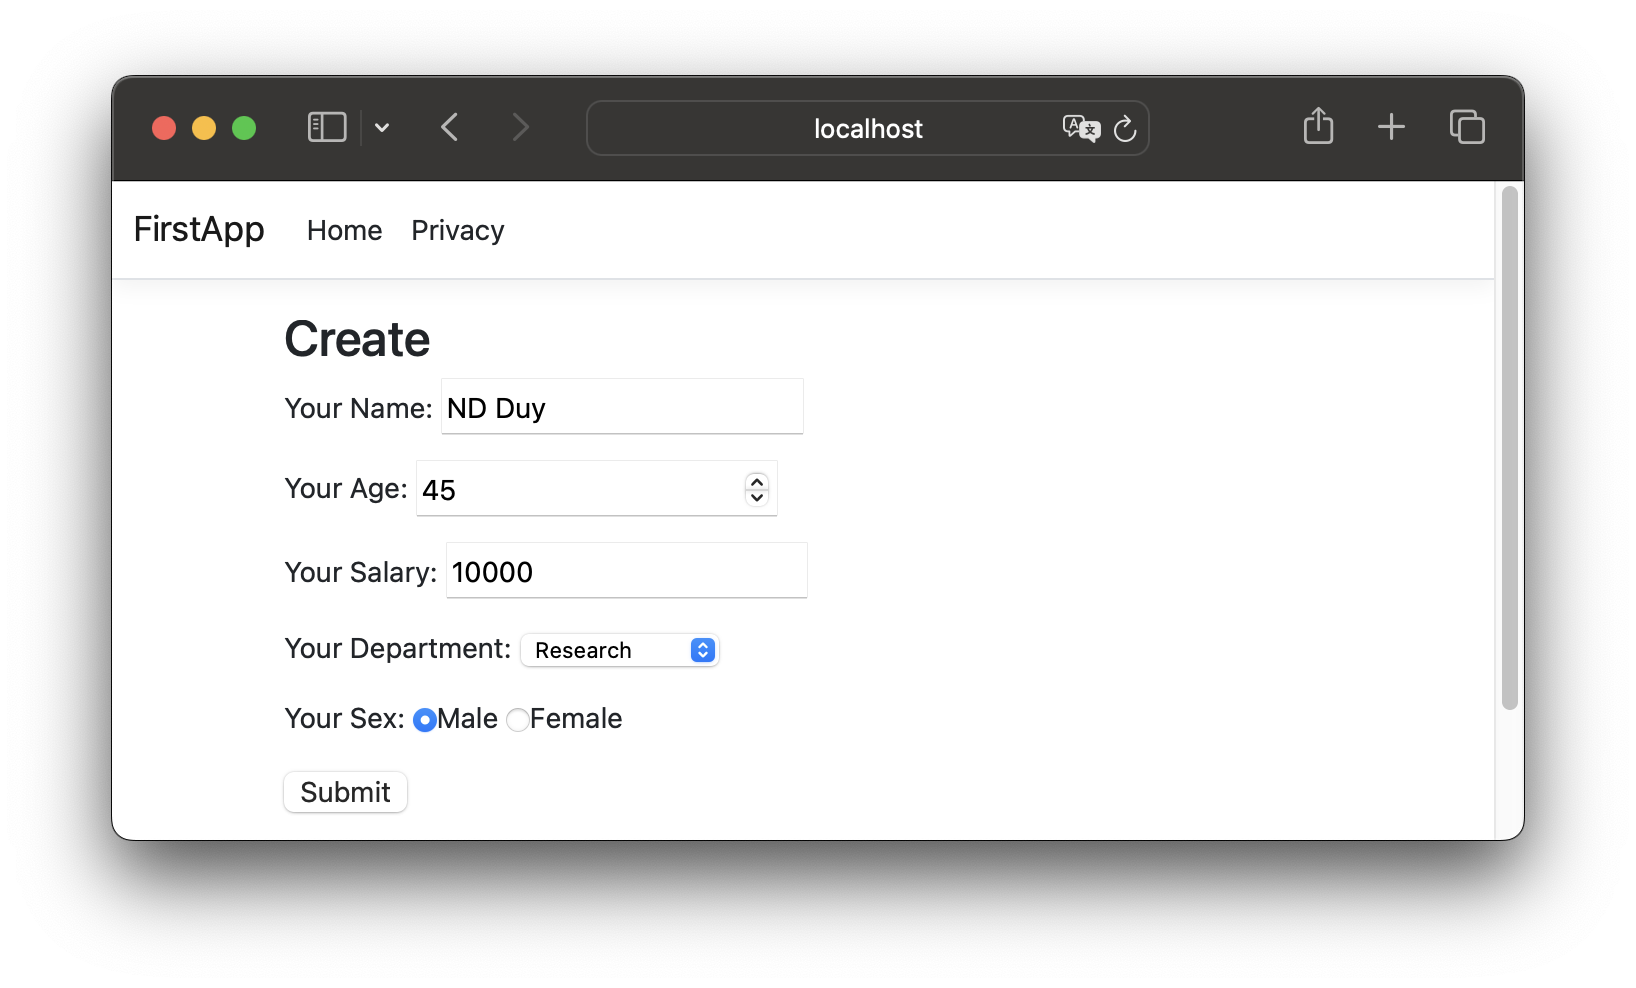 localhost
FirstApp Home Privacy
Create
Your Name: ND Duy
Your Age: 45
Your Salary: 10000
Your Department: Research
Your Sex: Male Female
Submit